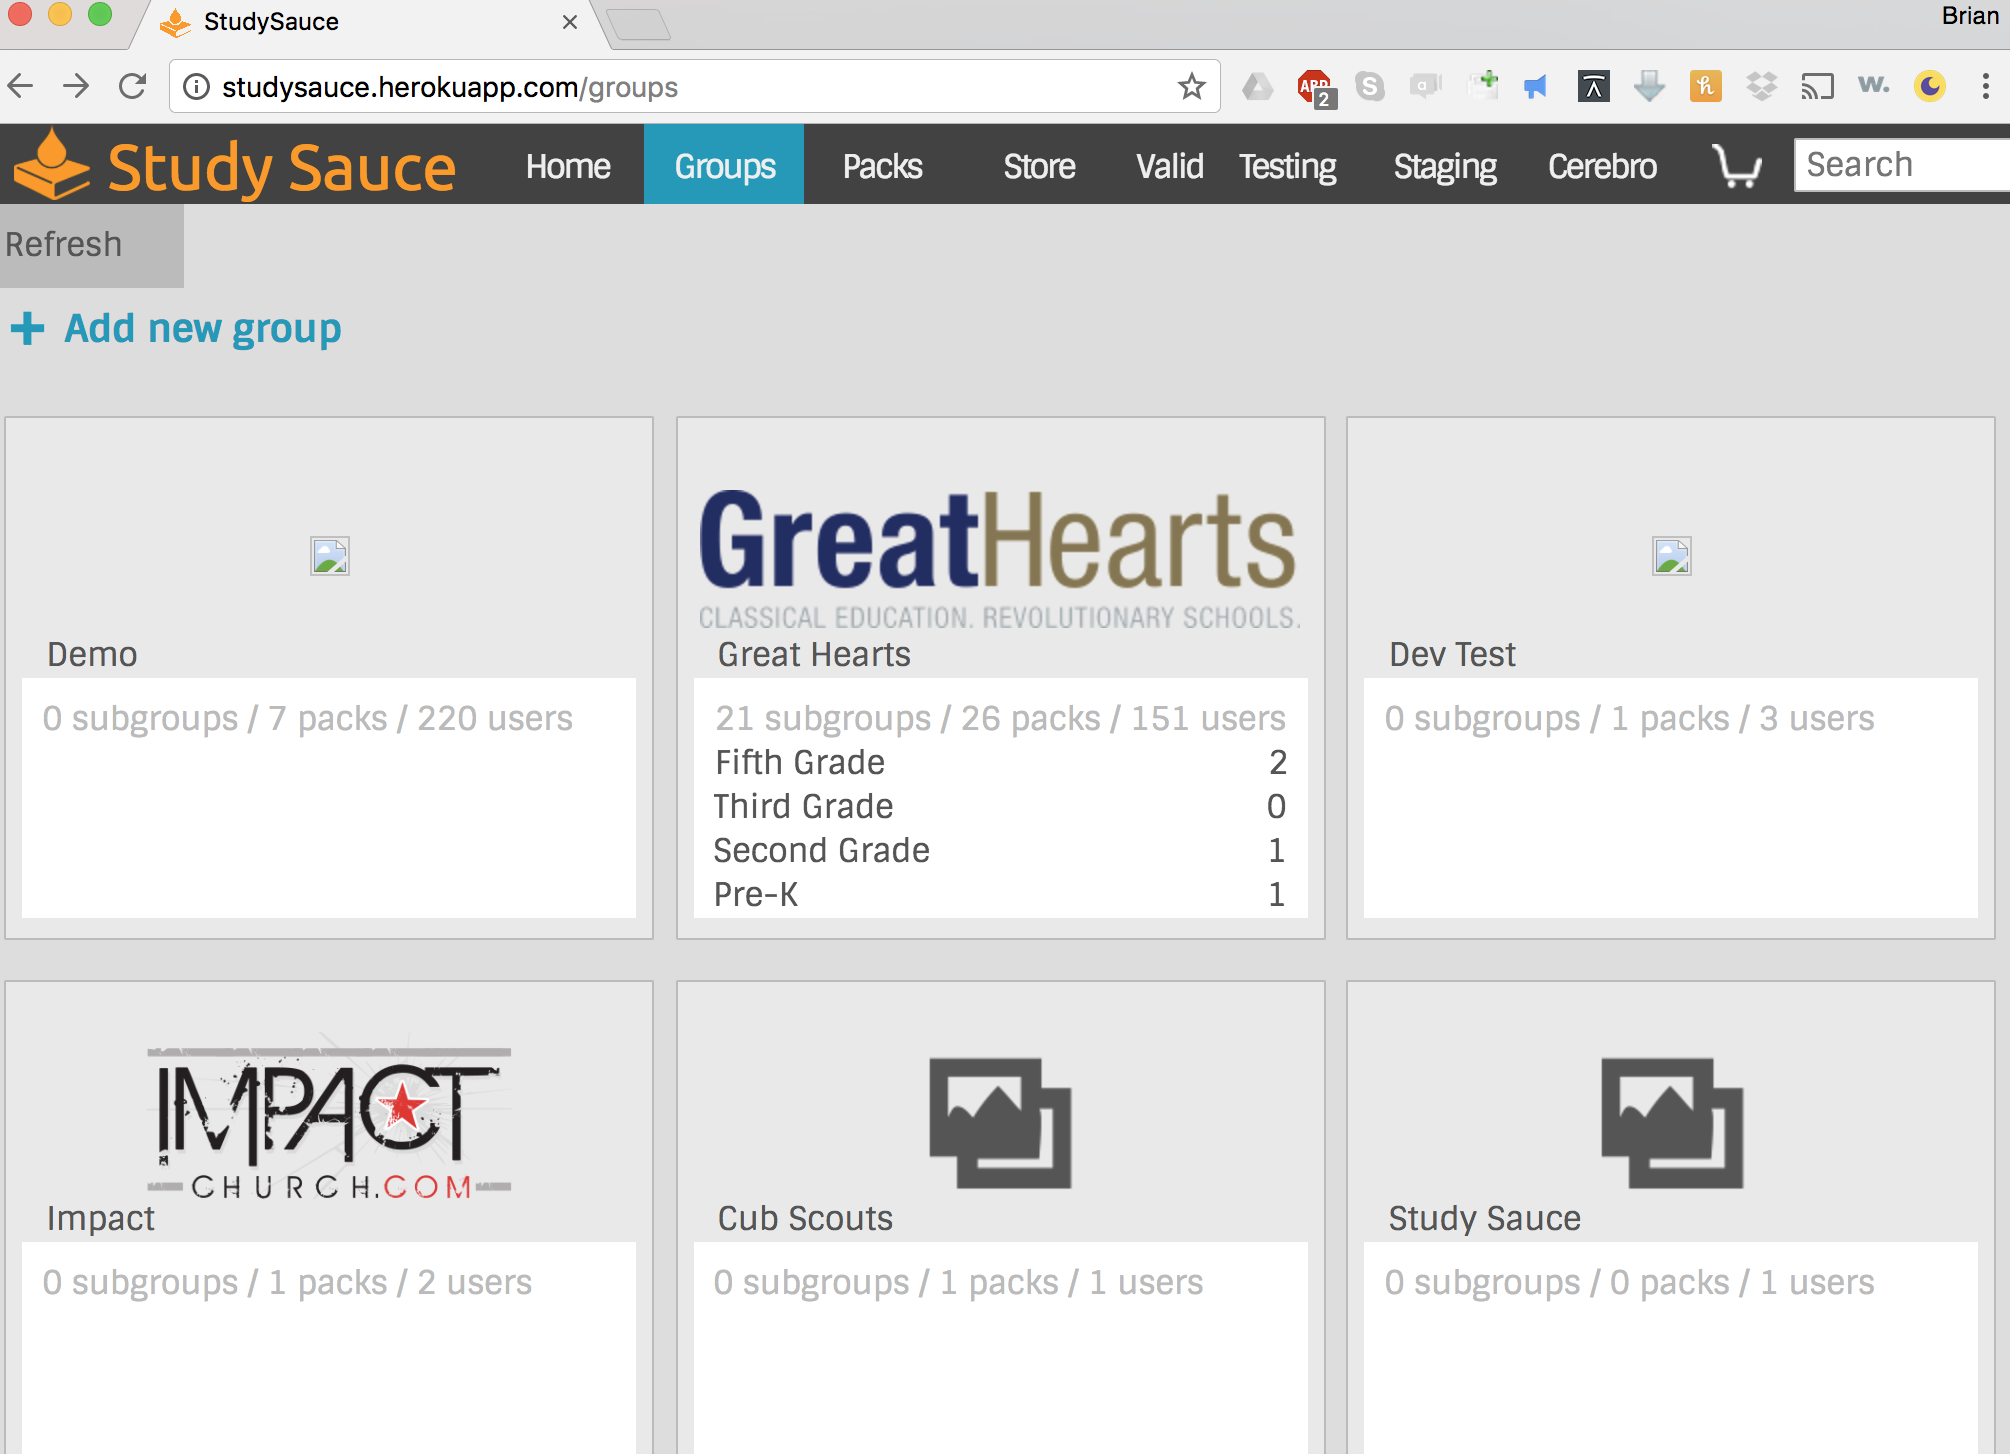 StudySauce
Brian
studysauce.herokuapp.com/groups
ABP
2
S
a
h
w.
Study Sauce
Home
Groups
Packs
Store
Valid
Testing
Staging
Cerebro
Search
Refresh
+ Add new group
Demo
0 subgroups / 7 packs / 220 users
GreatHearts
CLASSICAL EDUCATION. REVOLUTIONARY SCHOOLS.
Great Hearts
21 subgroups / 26 packs / 151 users
Fifth Grade 2
Third Grade 0
Second Grade 1
Pre-K 1
Dev Test
0 subgroups / 1 packs / 3 users
IMPACT
CHURCH.COM
Impact
0 subgroups / 1 packs / 2 users
Cub Scouts
0 subgroups / 1 packs / 1 users
Study Sauce
0 subgroups / 0 packs / 1 users